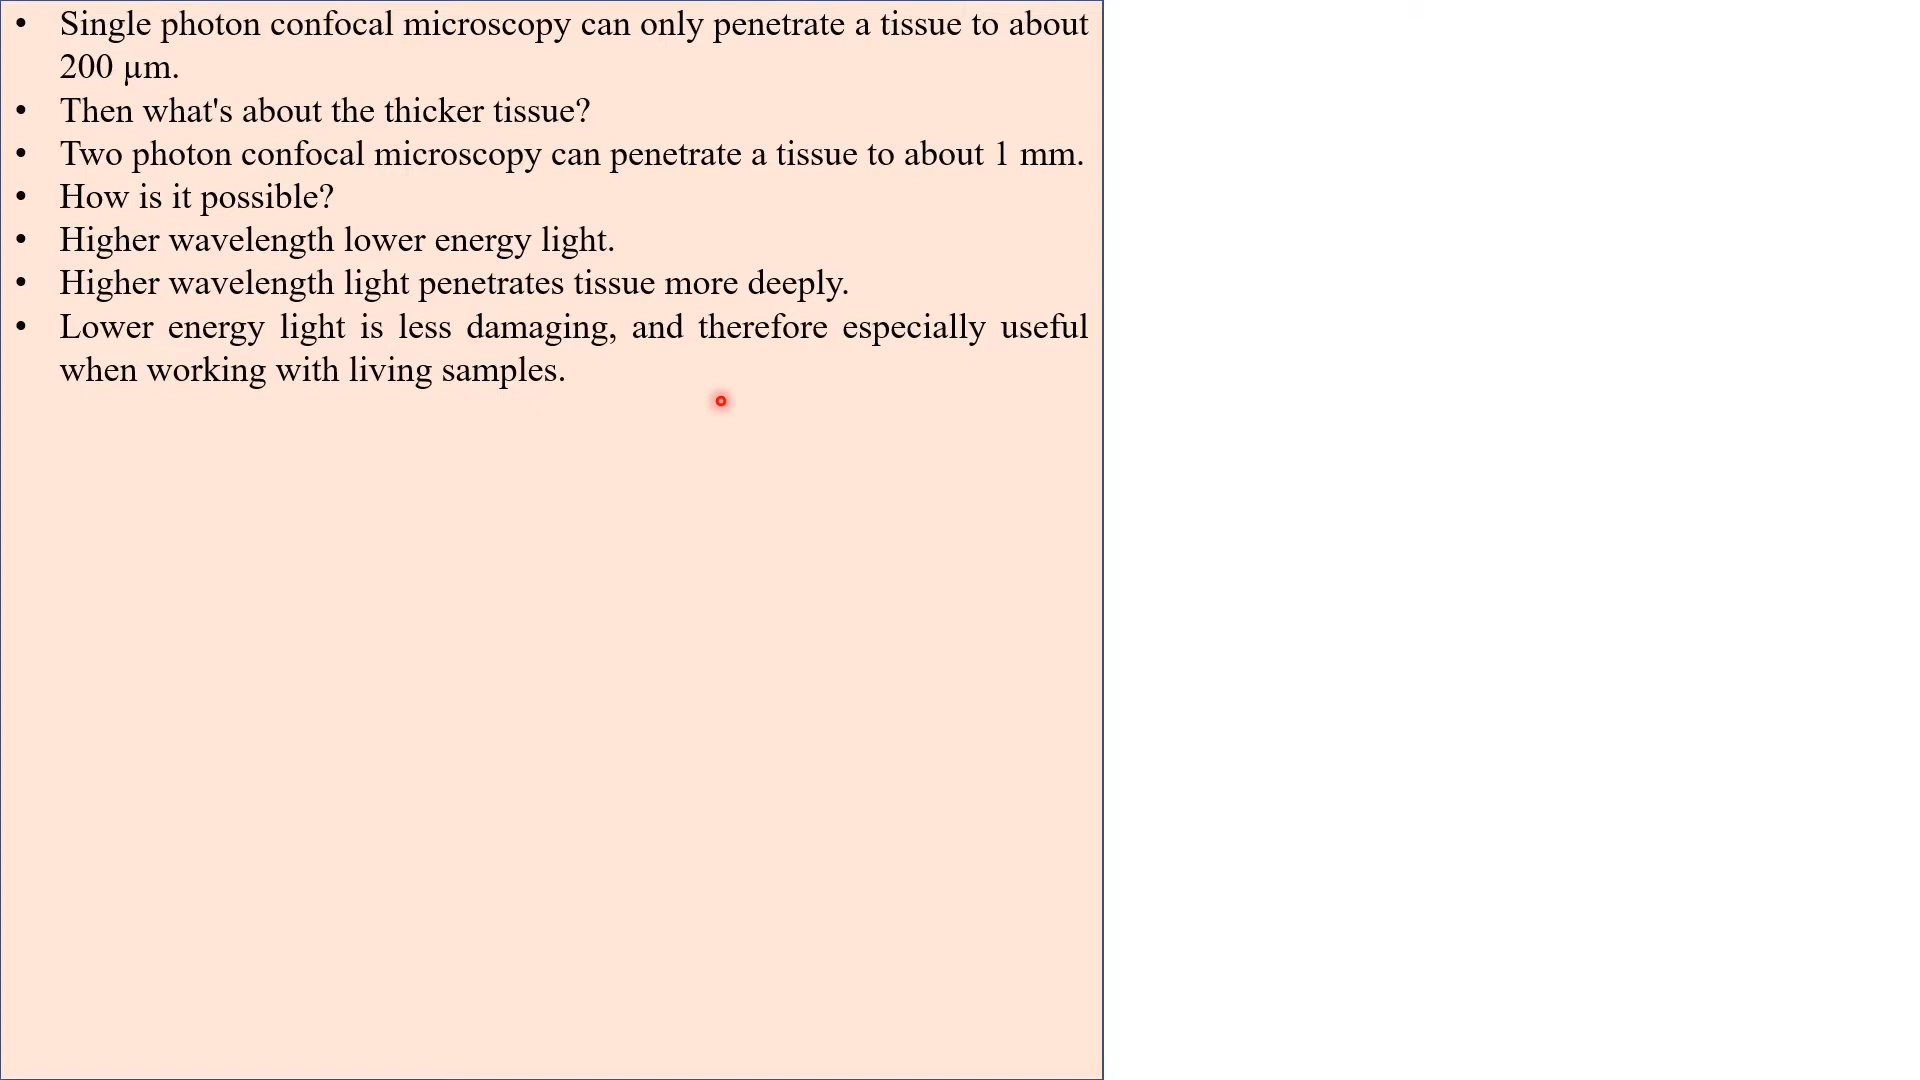 • Single photon confocal microscopy can only penetrate a tissue to about
200 µm.
• Then what's about the thicker tissue?
• Two photon confocal microscopy can penetrate a tissue to about 1 mm.
• How is it possible?
• Higher wavelength lower energy light.
• Higher wavelength light penetrates tissue more deeply.
• Lower energy light is less damaging, and therefore especially useful
when working with living samples.